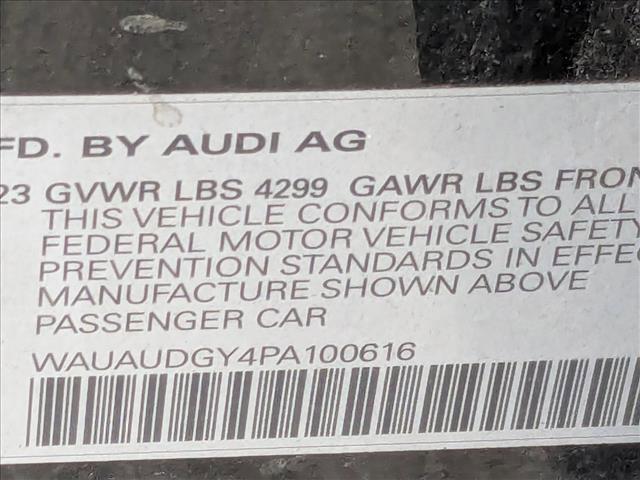 FD. BY AUDI AG
23 GVWR LBS 4299 GAWR LBS FRON
THIS VEHICLE CONFORMS TO ALL
FEDERAL MOTOR VEHICLE SAFETY
PREVENTION STANDARDS IN EFFEC
MANUFACTURE SHOWN ABOVE
PASSENGER CAR
WAUAUDGY4PA100616